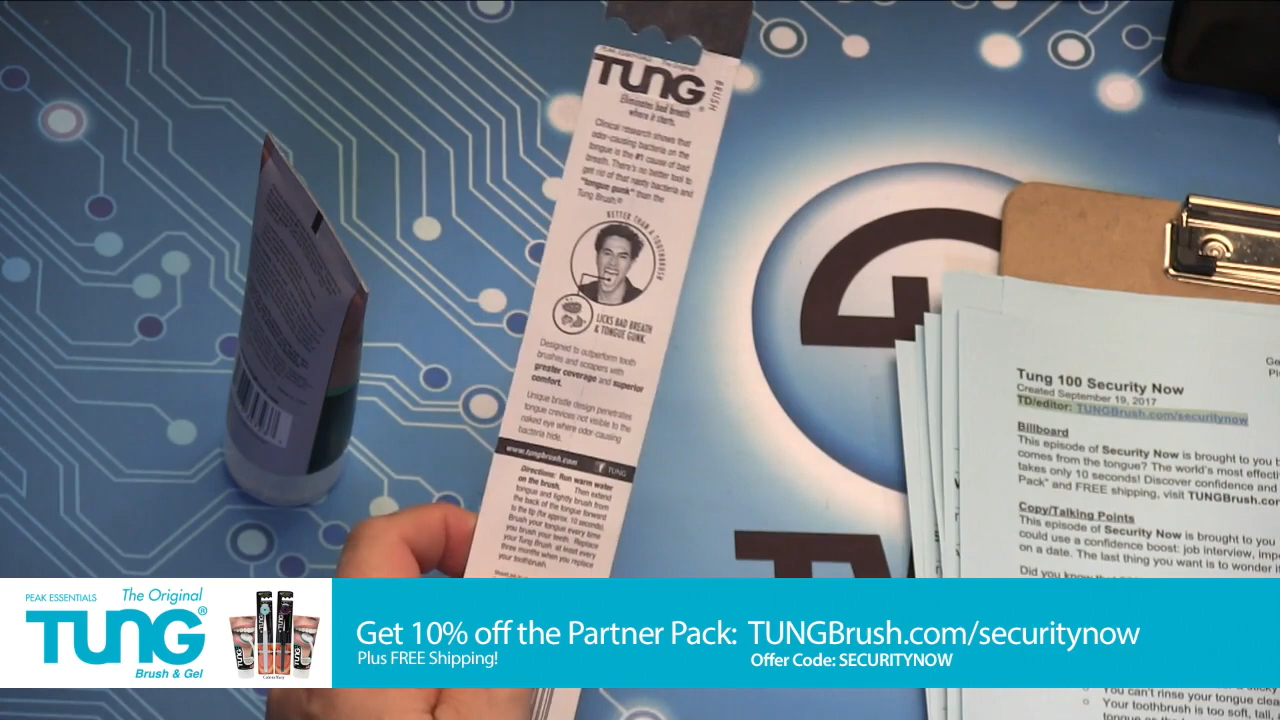 PEAK ESSENTIALS The Original
TUNG®
BRUSH
Eliminates bad breath
where it starts.
Clinical research shows that
odor-causing bacteria on the
tongue is the #1 cause of bad
breath. There's no better tool to
get rid of that nasty bacteria and
"tongue gunk" than the
Tung Brush.®
BETTER THAN A TOOTHBRUSH
LICKS BAD BREATH
& TONGUE GUNK.
Designed to outperform tooth
brushes and scrapers with
greater coverage and superior
comfort.
Unique bristle design penetrates
tongue crevices not visible to the
naked eye where odor-causing
bacteria hide.
www.tungbrush.com f TUNG
Directions: Run warm water
on the brush. Then extend
tongue and lightly brush from
the back of the tongue forward
to the tip (for approx. 10 seconds).
Brush your tongue every time
you brush your teeth. Replace
your Tung Brush at least every
three months when you replace
your toothbrush.
Tung 100 Security Now
Created September 19, 2017
TD/editor: TUNGBrush.com/securitynow
Billboard
This episode of Security Now is brought to you b
comes from the tongue? The world's most effecti
takes only 10 seconds! Discover confidence and
Pack" and FREE shipping, visit TUNGBrush.co
Copy/Talking Points
This episode of Security Now is brought to you
could use a confidence boost: job interview, imp
on a date. The last thing you want is to wonder i
Did you know
PEAK ESSENTIALS The Original
TUNG®
Brush & Gel
Get 10% off the Partner Pack: TUNGBrush.com/securitynow
Plus FREE Shipping! Offer Code: SECURITYNOW
You can't rinse your tongue clea
Your toothbrush is too soft, tall